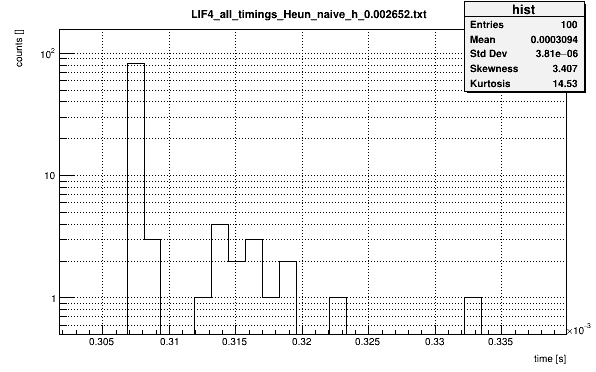 LIF4_all_timings_Heun_naive_h_0.002652.txt
hist
Entries 100
Mean 0.0003094
Std Dev 3.81e−06
Skewness 3.407
Kurtosis 14.53
counts []
10²
10
1
0.305 0.31 0.315 0.32 0.325 0.33 0.335
×10⁻³
time [s]